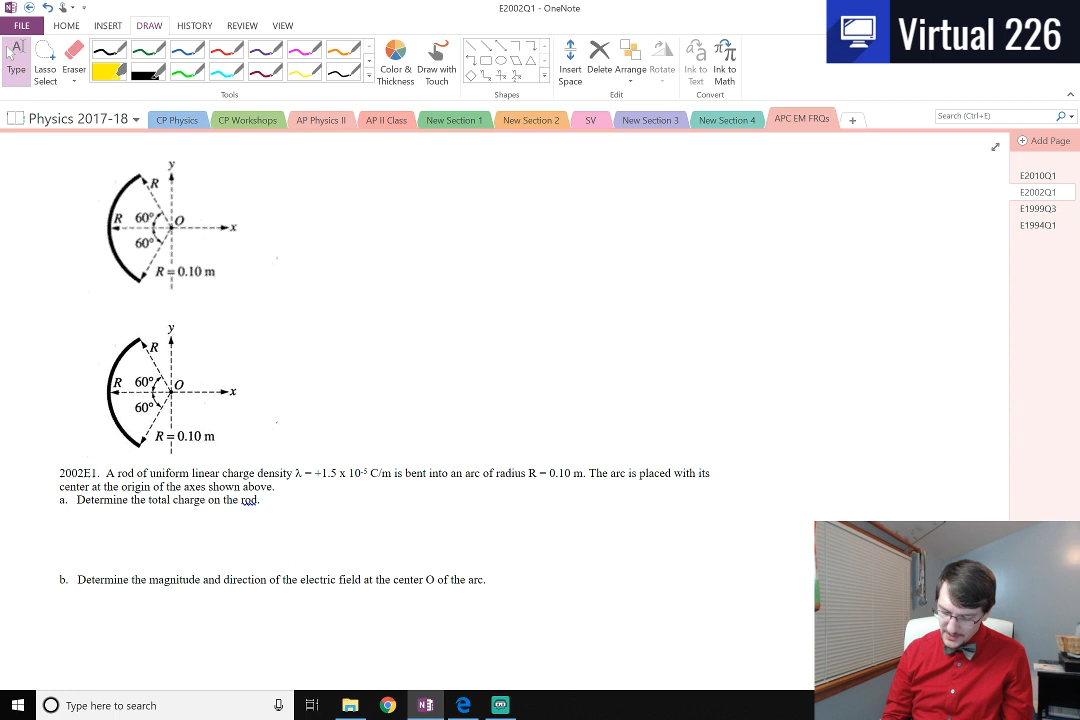 E2002Q1 - OneNote
Virtual 226
FILE HOME INSERT DRAW HISTORY REVIEW VIEW
Type Lasso Select Eraser Color & Thickness Draw with Touch Insert Space Delete Arrange Rotate Ink to Text Ink to Math
Tools Shapes Edit Convert
Physics 2017-18 CP Physics CP Workshops AP Physics II AP II Class New Section 1 New Section 2 SV New Section 3 New Section 4 APC EM FRQs + Search (Ctrl+E)
Add Page
E2010Q1
E2002Q1
E1999Q3
E1994Q1
y
R
R 60° O
x
60°
R = 0.10 m
y
R
R 60° O
x
60°
R = 0.10 m
2002E1. A rod of uniform linear charge density λ = +1.5 x 10⁻⁵ C/m is bent into an arc of radius R = 0.10 m. The arc is placed with its
center at the origin of the axes shown above.
a. Determine the total charge on the rod.
b. Determine the magnitude and direction of the electric field at the center O of the arc.
Type here to search